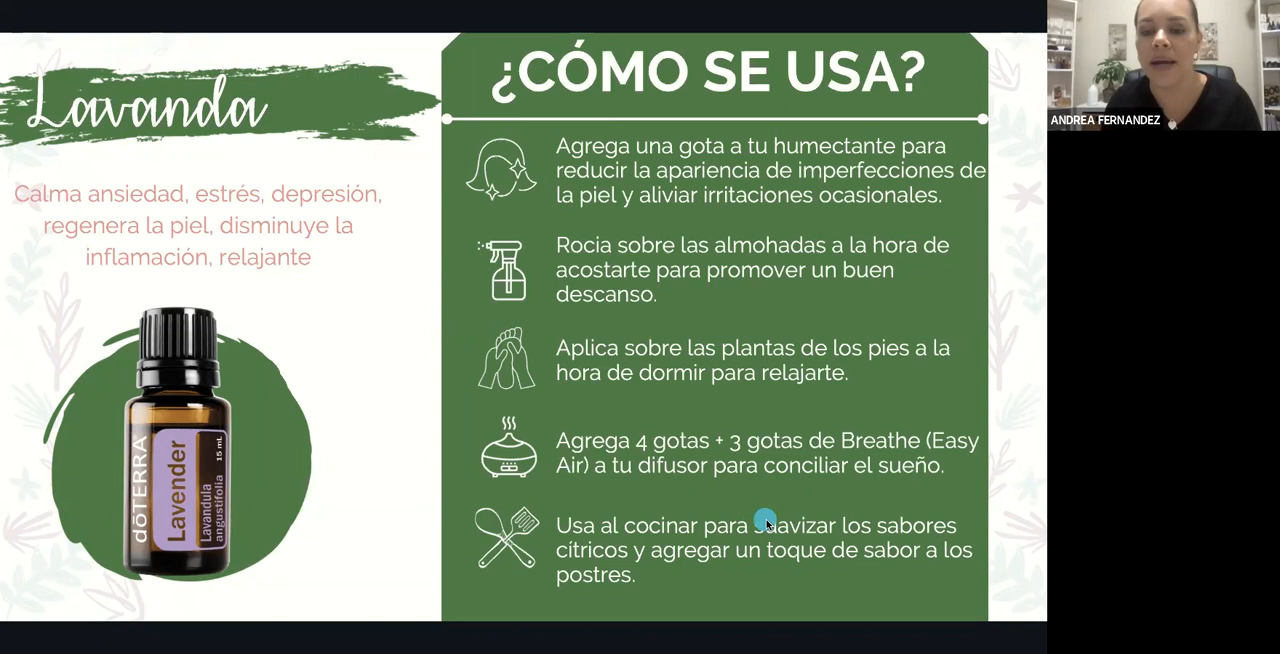 Lavanda
Calma ansiedad, estrés, depresión,
regenera la piel, disminuye la
inflamación, relajante
dōTERRA
Lavender
15 mL
Lavandula
angustifolia
¿CÓMO SE USA?
Agrega una gota a tu humectante para
reducir la apariencia de imperfecciones de
la piel y aliviar irritaciones ocasionales.
Rocia sobre las almohadas a la hora de
acostarte para promover un buen
descanso.
Aplica sobre las plantas de los pies a la
hora de dormir para relajarte.
Agrega 4 gotas + 3 gotas de Breathe (Easy
Air) a tu difusor para conciliar el sueño.
Usa al cocinar para suavizar los sabores
cítricos y agregar un toque de sabor a los
postres.
ANDREA FERNANDEZ